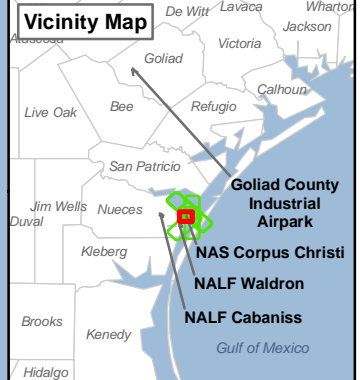 De Witt
Lavaca
Wharton
Vicinity Map
Jackson
Atascosa
Victoria
Goliad
Calhoun
Bee
Refugio
Live Oak
San Patricio
Goliad County
Industrial
Airpark
Jim Wells
Nueces
Duval
NAS Corpus Christi
Kleberg
NALF Waldron
NALF Cabaniss
Brooks
Kenedy
Gulf of Mexico
Hidalgo